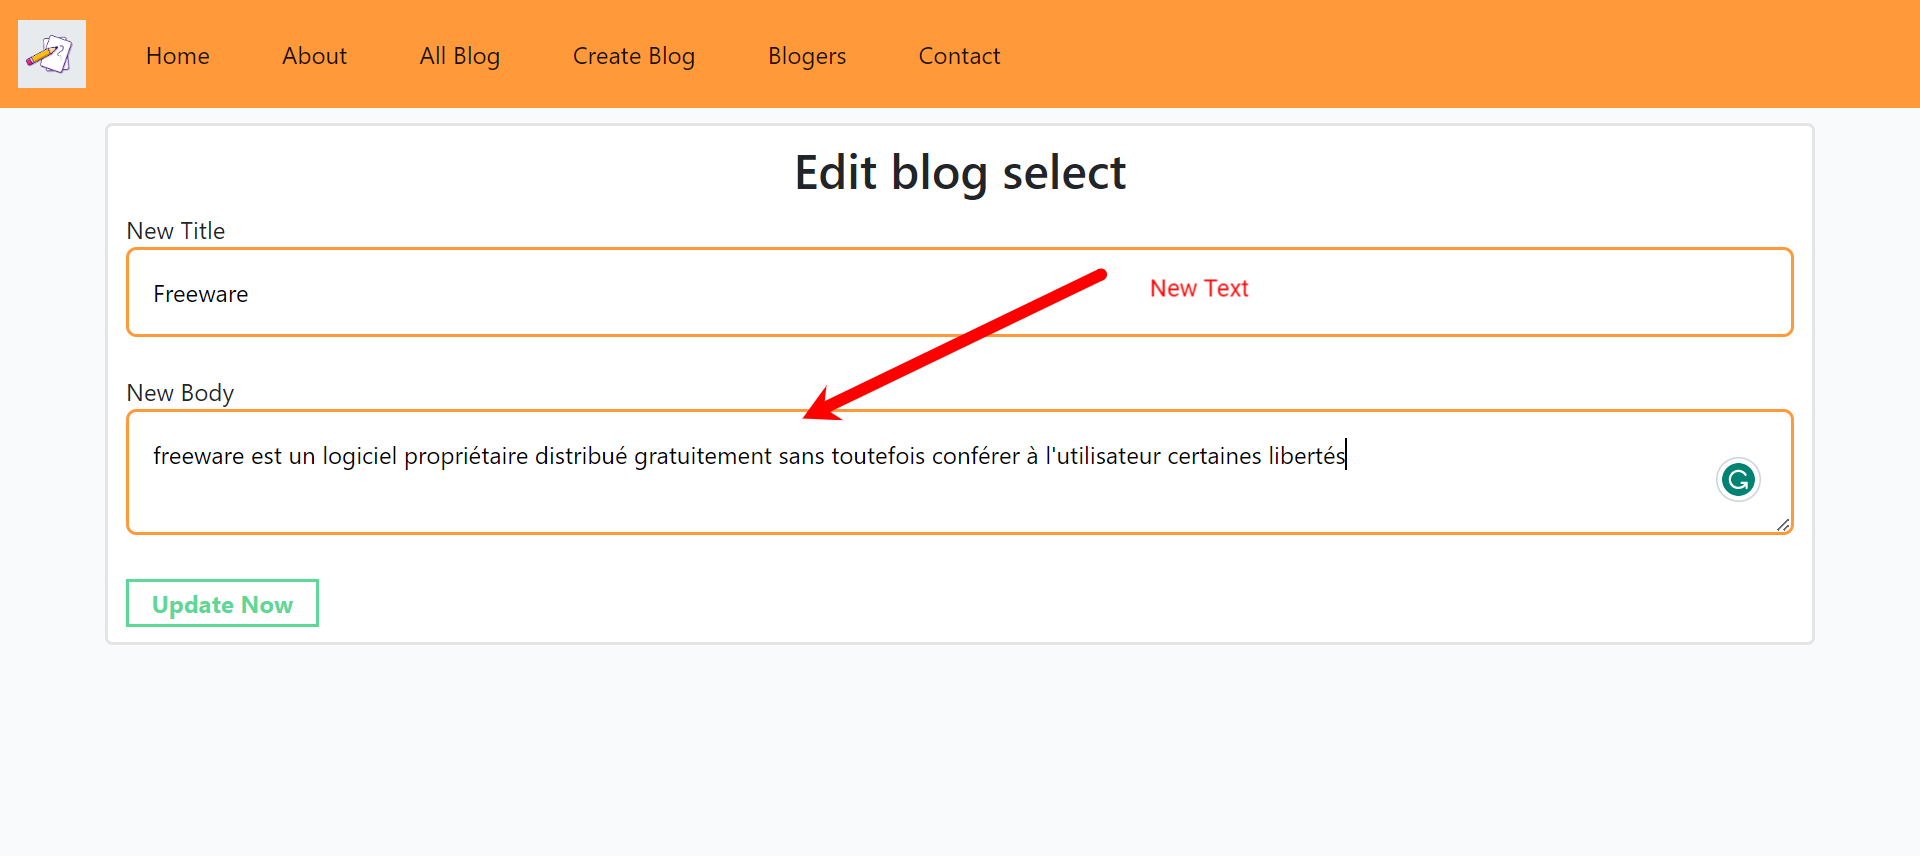 Home About All Blog Create Blog Blogers Contact
Edit blog select
New Title
Freeware
New Text
New Body
freeware est un logiciel propriétaire distribué gratuitement sans toutefois conférer à l'utilisateur certaines libertés
Update Now